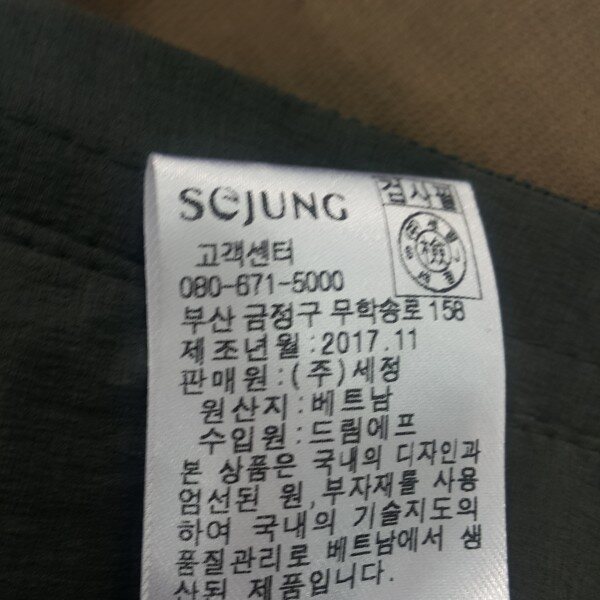 SeJUNG
검사필
고객센터
080-671-5000
부산 금정구 무학송로 158
제조년월 : 2017.11
판매원 : (주)세정
원산지 : 베트남
수입원 : 드림에프
본 상품은 국내의 디자인과
엄선된 원,부자재를 사용
하여 국내의 기술지도의
품질관리로 베트남에서 생
산된 제품입니다.